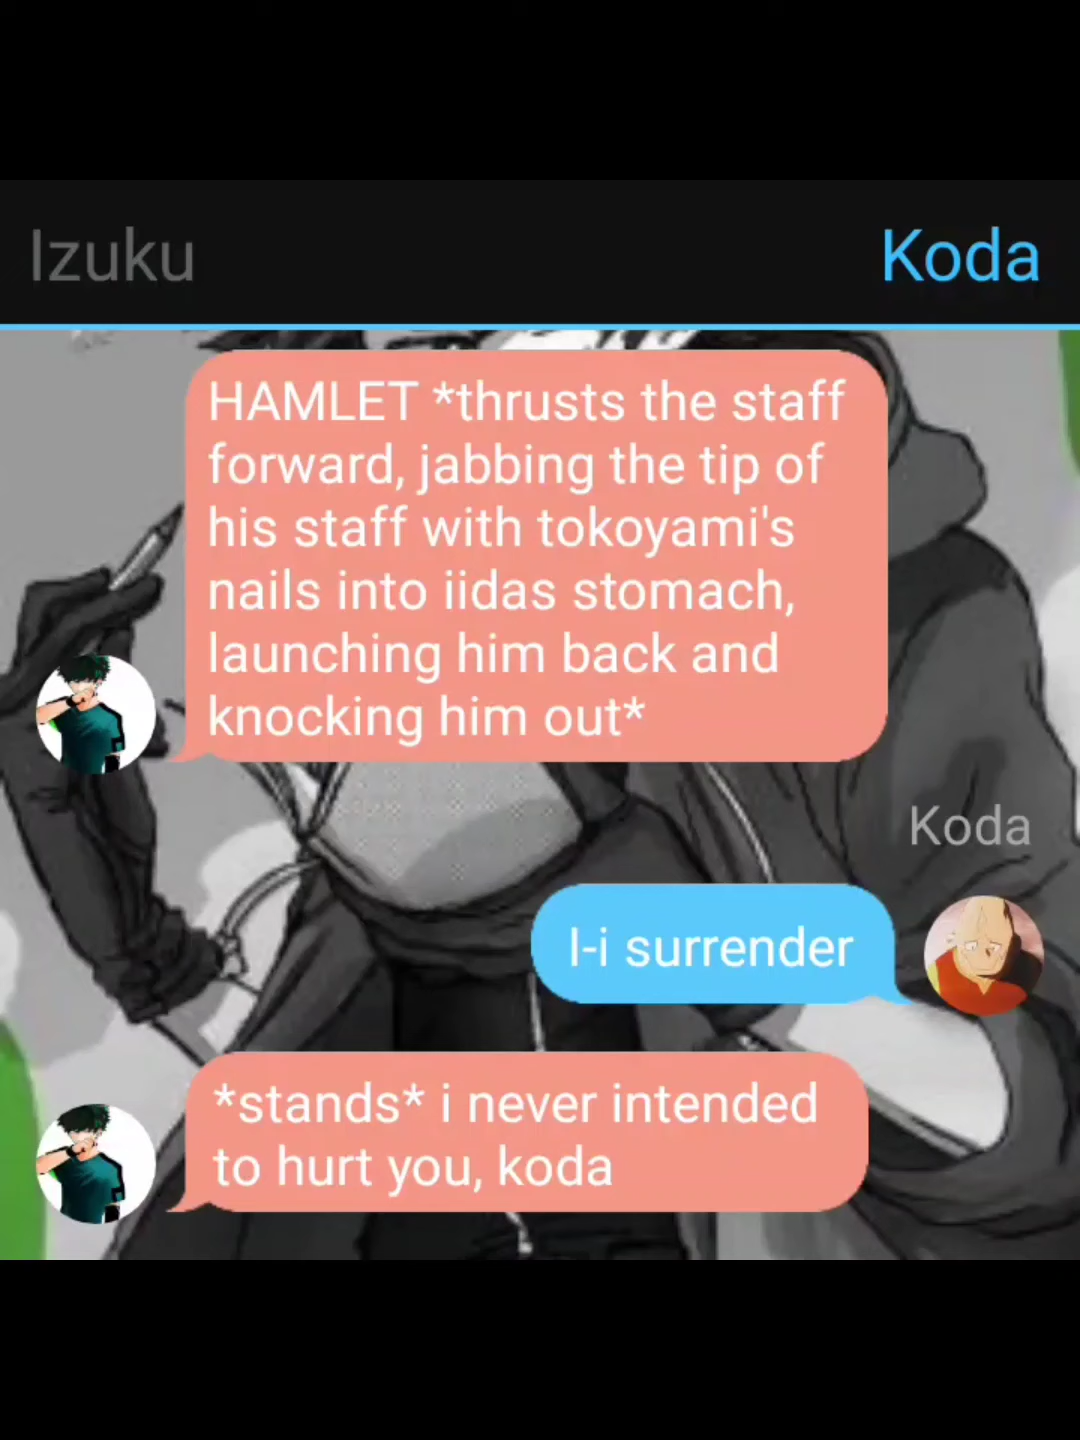 Izuku
Koda
HAMLET *thrusts the staff
forward, jabbing the tip of
his staff with tokoyami's
nails into iidas stomach,
launching him back and
knocking him out*
Koda
I-i surrender
*stands* i never intended
to hurt you, koda